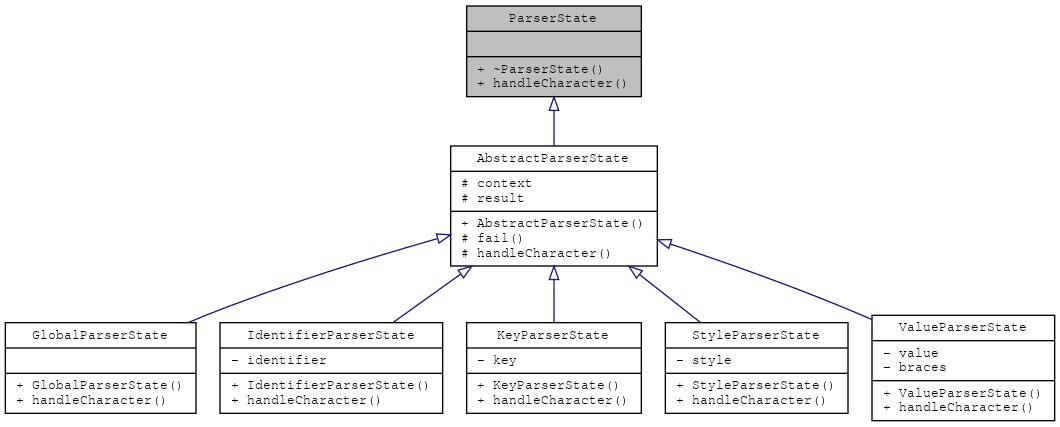 ParserState
+ ~ParserState()
+ handleCharacter()
AbstractParserState
# context
# result
+ AbstractParserState()
# fail()
# handleCharacter()
GlobalParserState
+ GlobalParserState()
+ handleCharacter()
IdentifierParserState
- identifier
+ IdentifierParserState()
+ handleCharacter()
KeyParserState
- key
+ KeyParserState()
+ handleCharacter()
StyleParserState
- style
+ StyleParserState()
+ handleCharacter()
ValueParserState
- value
- braces
+ ValueParserState()
+ handleCharacter()